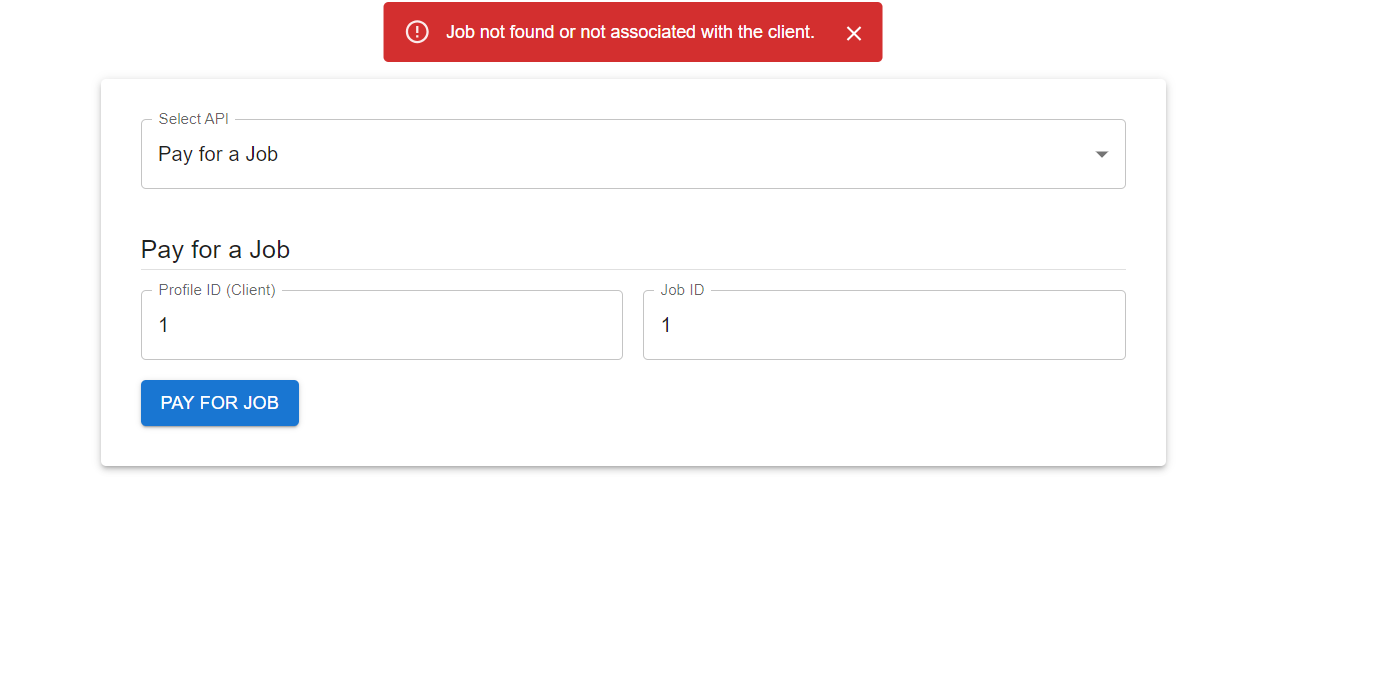 Job not found or not associated with the client.
Select API
Pay for a Job
Pay for a Job
Profile ID (Client)
1
Job ID
1
PAY FOR JOB